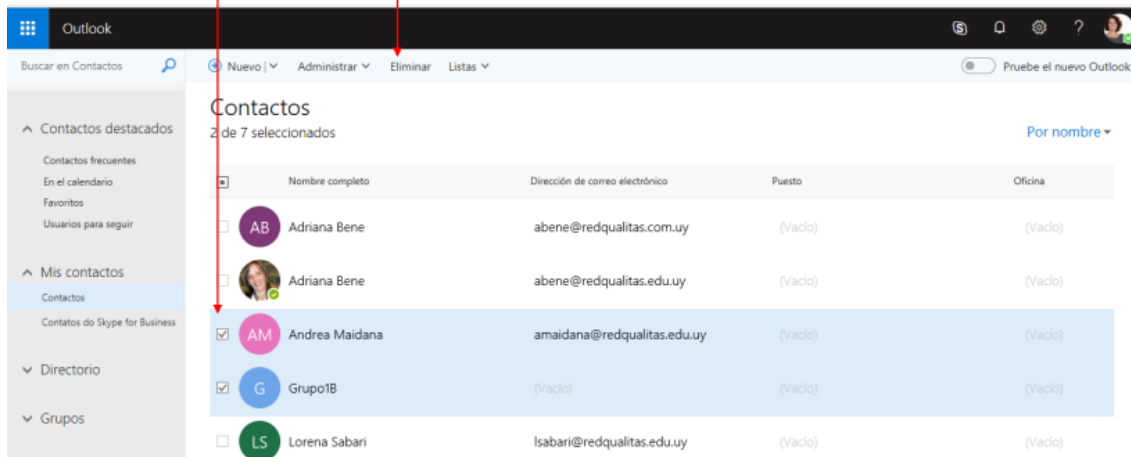 Outlook
Buscar en Contactos
Nuevo
Administrar
Eliminar
Listas
Pruebe el nuevo Outlook
Contactos
2 de 7 seleccionados
Por nombre
Contactos destacados
Contactos frecuentes
En el calendario
Favoritos
Usuarios para seguir
Mis contactos
Contactos
Contatos do Skype for Business
Directorio
Grupos
Nombre completo Dirección de correo electrónico Puesto Oficina
AB Adriana Bene abene@redqualitas.com.uy (Vacío) (Vacío)
Adriana Bene abene@redqualitas.edu.uy (Vacío) (Vacío)
AM Andrea Maidana amaidana@redqualitas.edu.uy (Vacío) (Vacío)
G Grupo1B (Vacío) (Vacío) (Vacío)
LS Lorena Sabari lsabari@redqualitas.edu.uy (Vacío) (Vacío)